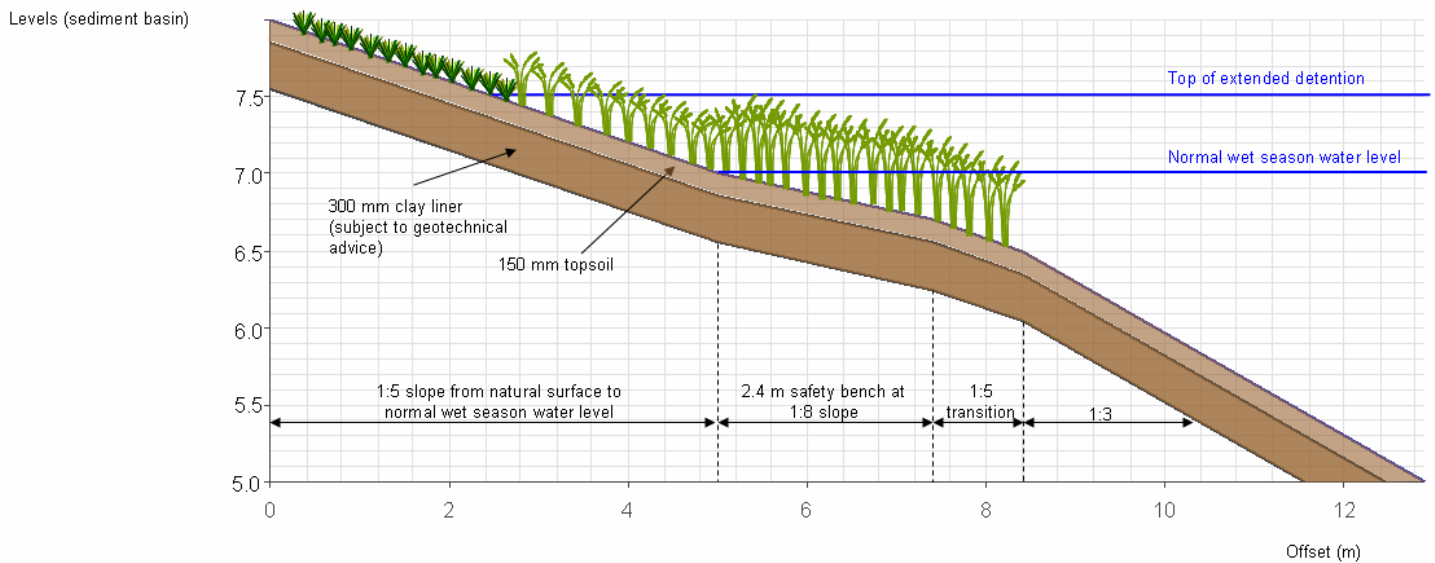 Levels (sediment basin)
Top of extended detention
7.5
Normal wet season water level
7.0
300 mm clay liner
(subject to geotechnical
advice)
150 mm topsoil
6.5
6.0
1:5 slope from natural surface to
normal wet season water level
2.4 m safety bench at
1:8 slope
1:5
transition
1:3
5.5
5.0
0
2
4
6
8
10
12
Offset (m)